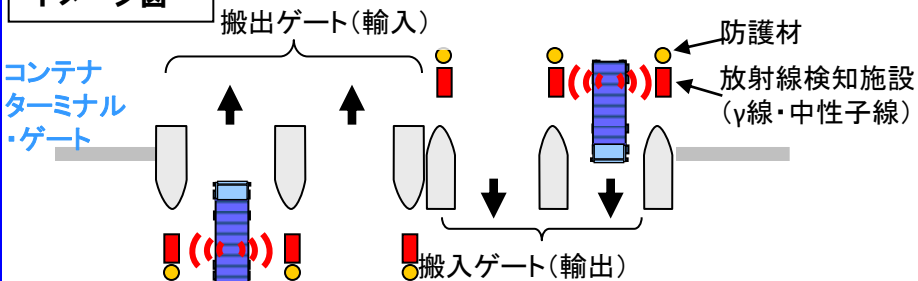 イメージ図
搬出ゲート(輸入)
防護材
コンテナ
ターミナル
・ゲート
放射線検知施設
(γ線・中性子線)
搬入ゲート(輸出)